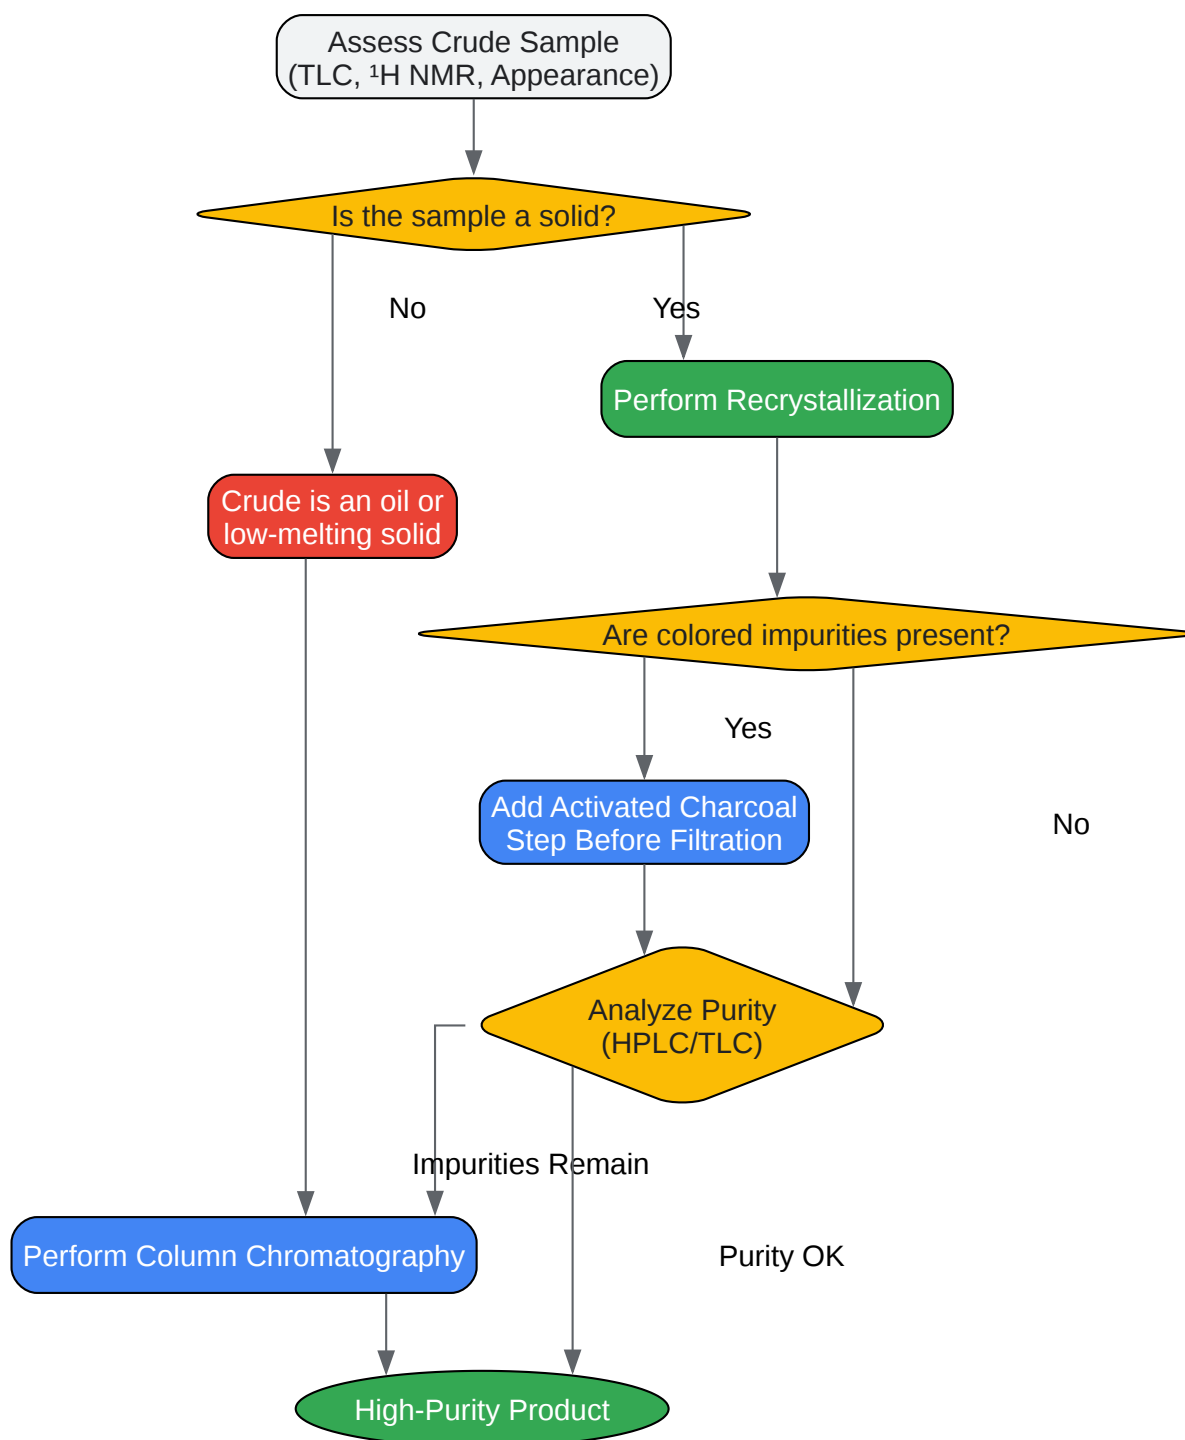 Assess Crude Sample
(TLC, ¹H NMR, Appearance)
Is the sample a solid?
No
Yes
Perform Recrystallization
Crude is an oil or
low-melting solid
Are colored impurities present?
Yes
Add Activated Charcoal
Step Before Filtration
No
Analyze Purity
(HPLC/TLC)
Impurities Remain
Perform Column Chromatography
Purity OK
High-Purity Product